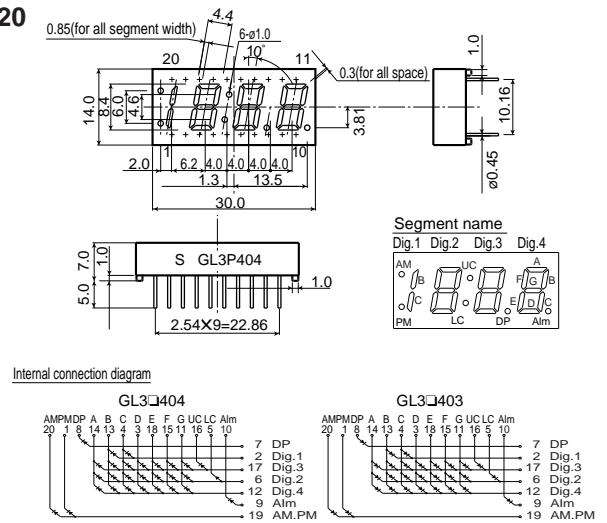 20
0.85(for all segment width)
4.4
6-ø1.0
10°
20
11
0.3(for all space)
14.0
8.4
6.0
4.6
3.81
1
10
2.0
6.2
4.0
4.0
4.0
4.0
1.3
13.5
30.0
1.0
10.16
ø0.45
7.0
1.0
5.0
S GL3P404
1.0
2.54×9=22.86
Segment name
Dig.1 Dig.2 Dig.3 Dig.4
AM
UC
A
B
F
G
B
C
E
D
C
PM
LC
DP
Alm
Internal connection diagram
GL3□404
AM PM DP A B C D E F G UC LC Alm
20 1 8 14 13 4 3 18 15 11 16 5 10
7 DP
2 Dig.1
17 Dig.3
6 Dig.2
12 Dig.4
9 Alm
19 AM.PM
GL3□403
AM PM DP A B C D E F G UC LC Alm
20 1 8 14 13 4 3 18 15 11 16 5 10
7 DP
2 Dig.1
17 Dig.3
6 Dig.2
12 Dig.4
9 Alm
19 AM.PM